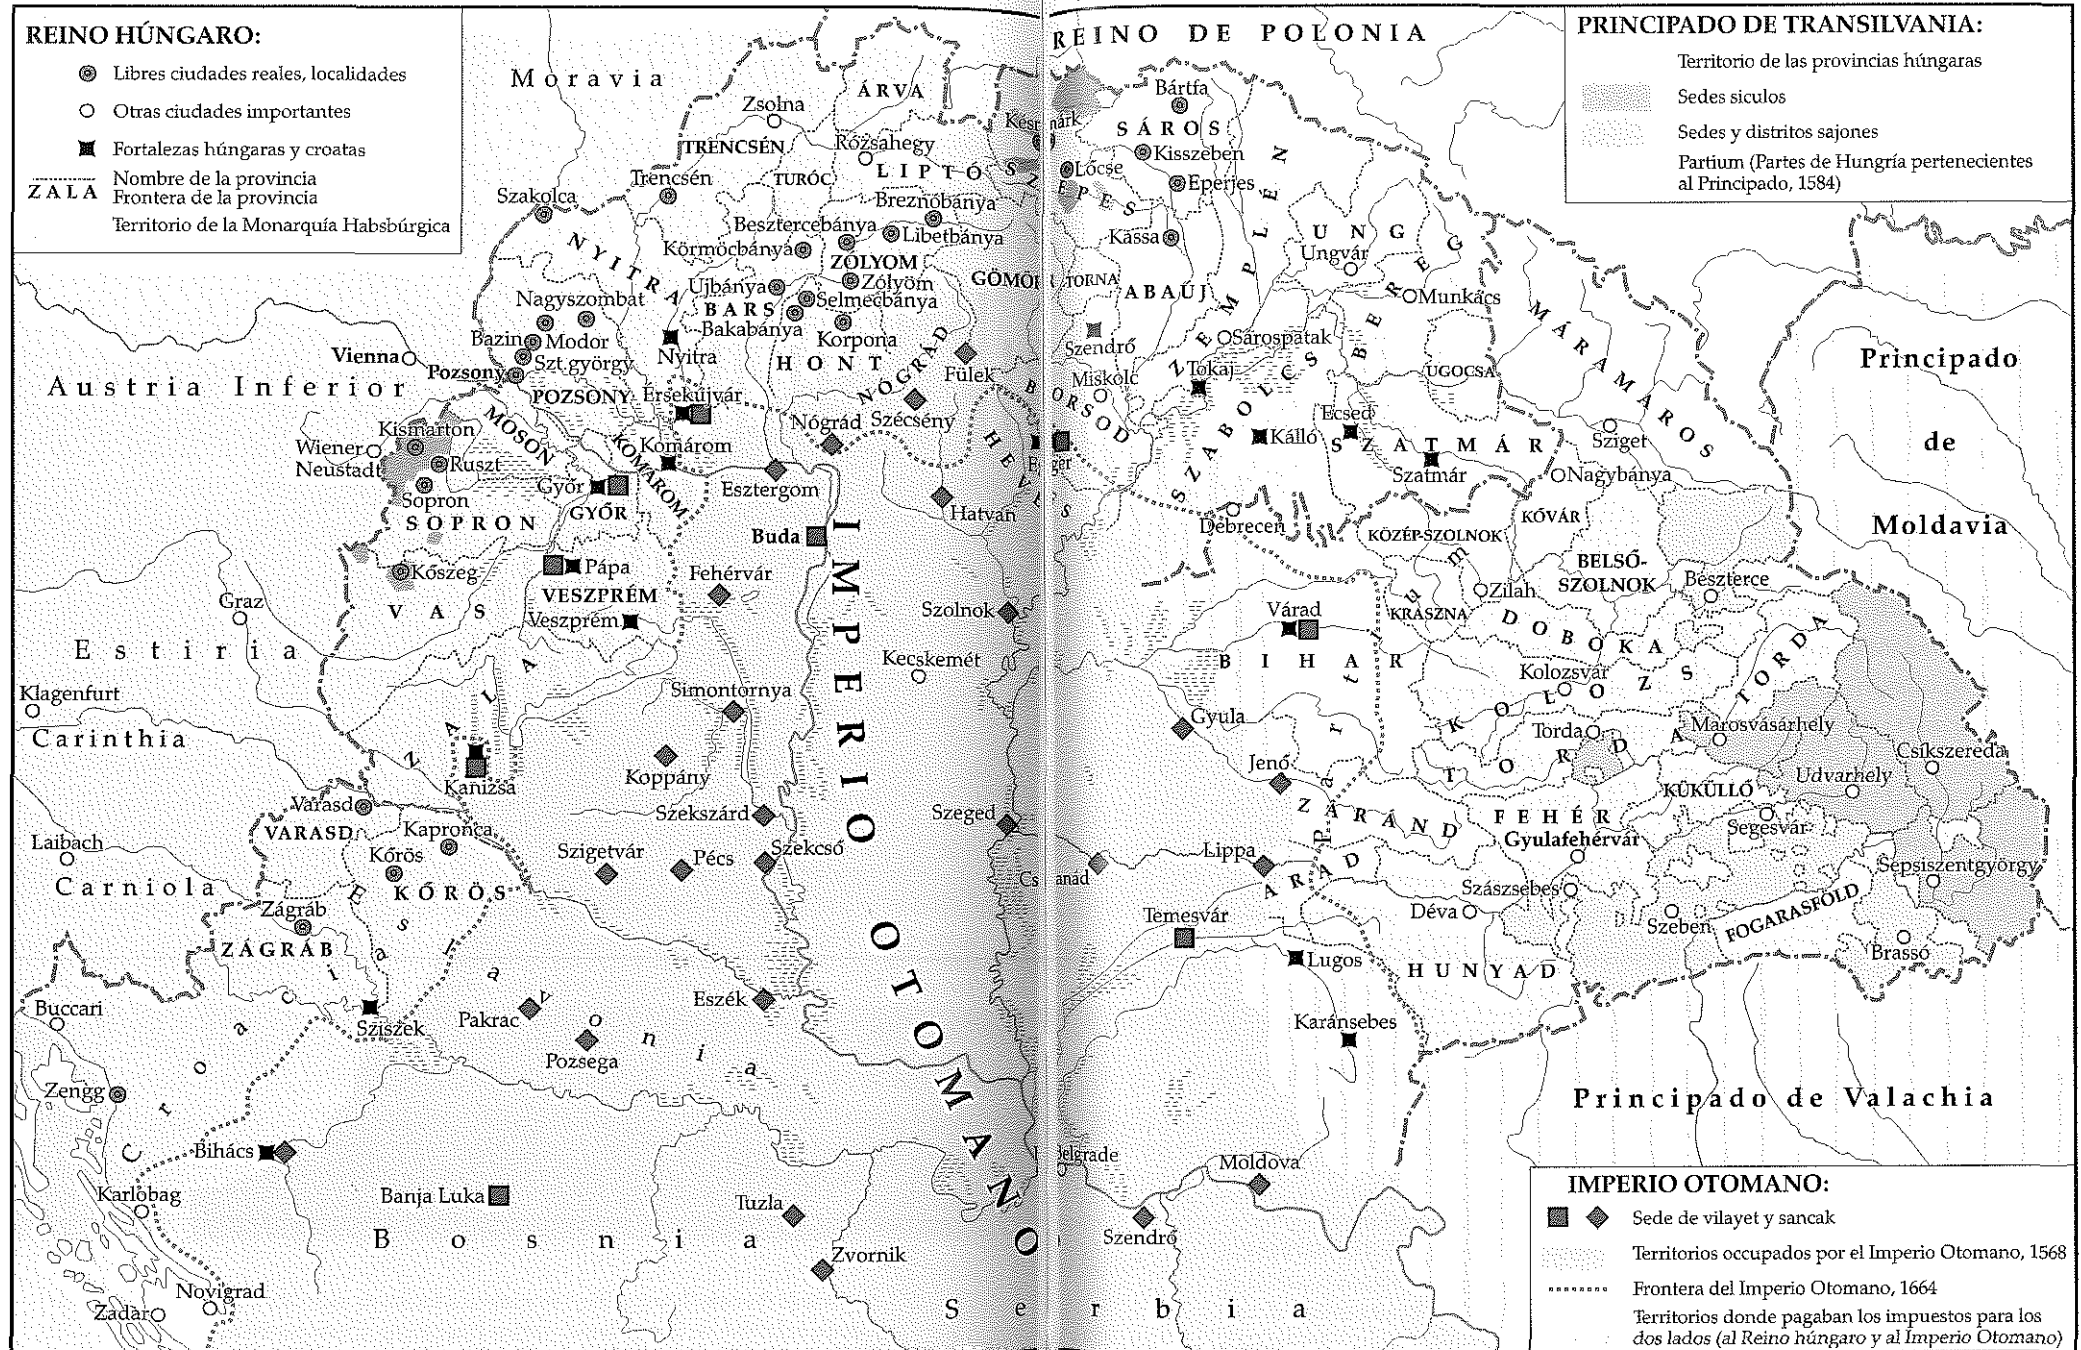 REINO HÚNGARO:
Libres ciudades reales, localidades
Otras ciudades importantes
Fortalezas húngaras y croatas
ZALA
Nombre de la provincia
Frontera de la provincia
Territorio de la Monarquía Habsbúrgica
PRINCIPADO DE TRANSILVANIA:
Territorio de las provincias húngaras
Sedes siculos
Sedes y distritos sajones
Partium (Partes de Hungría pertenecientes
al Principado, 1584)
REINO DE POLONIA
Moravia
ÁRVA
Zsolna
Bártfa
Késmárk
SÁROS
TRENCSÉN
Rózsahegy
Kisszeben
LIPTÓ
SZEPES
Lőcse
Trencsén
TURÓC
Eperjes
ZEMPLÉN
Szakolca
Breznóbánya
Besztercebánya
Libetbánya
Körmöcbánya
Kassa
UNG
Ungvár
BEREG
NYITRA
ZÓLYOM
Zólyom
GÖMÖR
TORNA
ABAÚJ
Munkács
Ujbánya
Selmecbánya
BARS
Bakabánya
Nagyszombat
Korpona
MÁRAMAROS
Bazin
Modor
Szt.györgy
Nyitra
HONT
NÓGRÁD
Szendrő
Sárospatak
Vienna
Pozsony
Fülek
Miskolc
Tokaj
UGOCSA
Principado
de
Moldavia
Austria Inferior
POZSONY
Érsekújvár
BORSOD
SZABOLCS
MOSON
Nógrád
Szécsény
Ecsed
Kismarton
Wiener
Neustadt
Ruszt
Komárom
KOMÁROM
HEVES
Eger
Kálló
SZATMÁR
Szatmár
Sziget
Sopron
Győr
Esztergom
Hatvan
Nagybánya
SOPRON
GYŐR
Buda
Debrecen
KÖZÉP-SZOLNOK
KŐVÁR
IMPERIO OTOMANO
Kőszeg
Pápa
Fehérvár
BELSŐ-
SZOLNOK
Beszterce
Graz
VAS
VESZPRÉM
Veszprém
Szolnok
Várad
KRASZNA
Zilah
DOBOKA
Estiria
Kecskemét
BIHAR
Partium
Kolozsvár
KOLOZS
TORDA
Klagenfurt
ZALA
Simontornya
Gyula
Torda
Marosvásárhely
Carinthia
Koppány
Jenő
TORDA
Csíkszereda
Kanizsa
Udvarhely
Varasd
Szekszárd
Szeged
ZARÁND
FEHÉR
KÜKÜLLŐ
VARASD
Kapronca
Gyulafehérvár
Segesvár
Laibach
Kőrös
Szigetvár
Pécs
Szekcső
Csanád
Lippa
ARAD
Sepsiszentgyörgy
Carniola
KŐRÖS
Szászsebes
Zágráb
Temesvár
Déva
Szeben
FOGARASFÖLD
ZÁGRÁB
Lugos
HUNYAD
Brassó
Buccari
Sziszek
Pakrac
Eszék
Karánsebes
Croacia
Eslavonia
Pozsega
Zengg
Principado de Valachia
Bihács
Belgrade
Moldova
Karlobag
Banja Luka
Tuzla
Szendrő
Bosnia
Zvornik
Novigrad
Zadar
Serbia
IMPERIO OTOMANO:
Sede de vilayet y sancak
Territorios occupados por el Imperio Otomano, 1568
Frontera del Imperio Otomano, 1664
Territorios donde pagaban los impuestos para los
dos lados (al Reino húngaro y al Imperio Otomano)